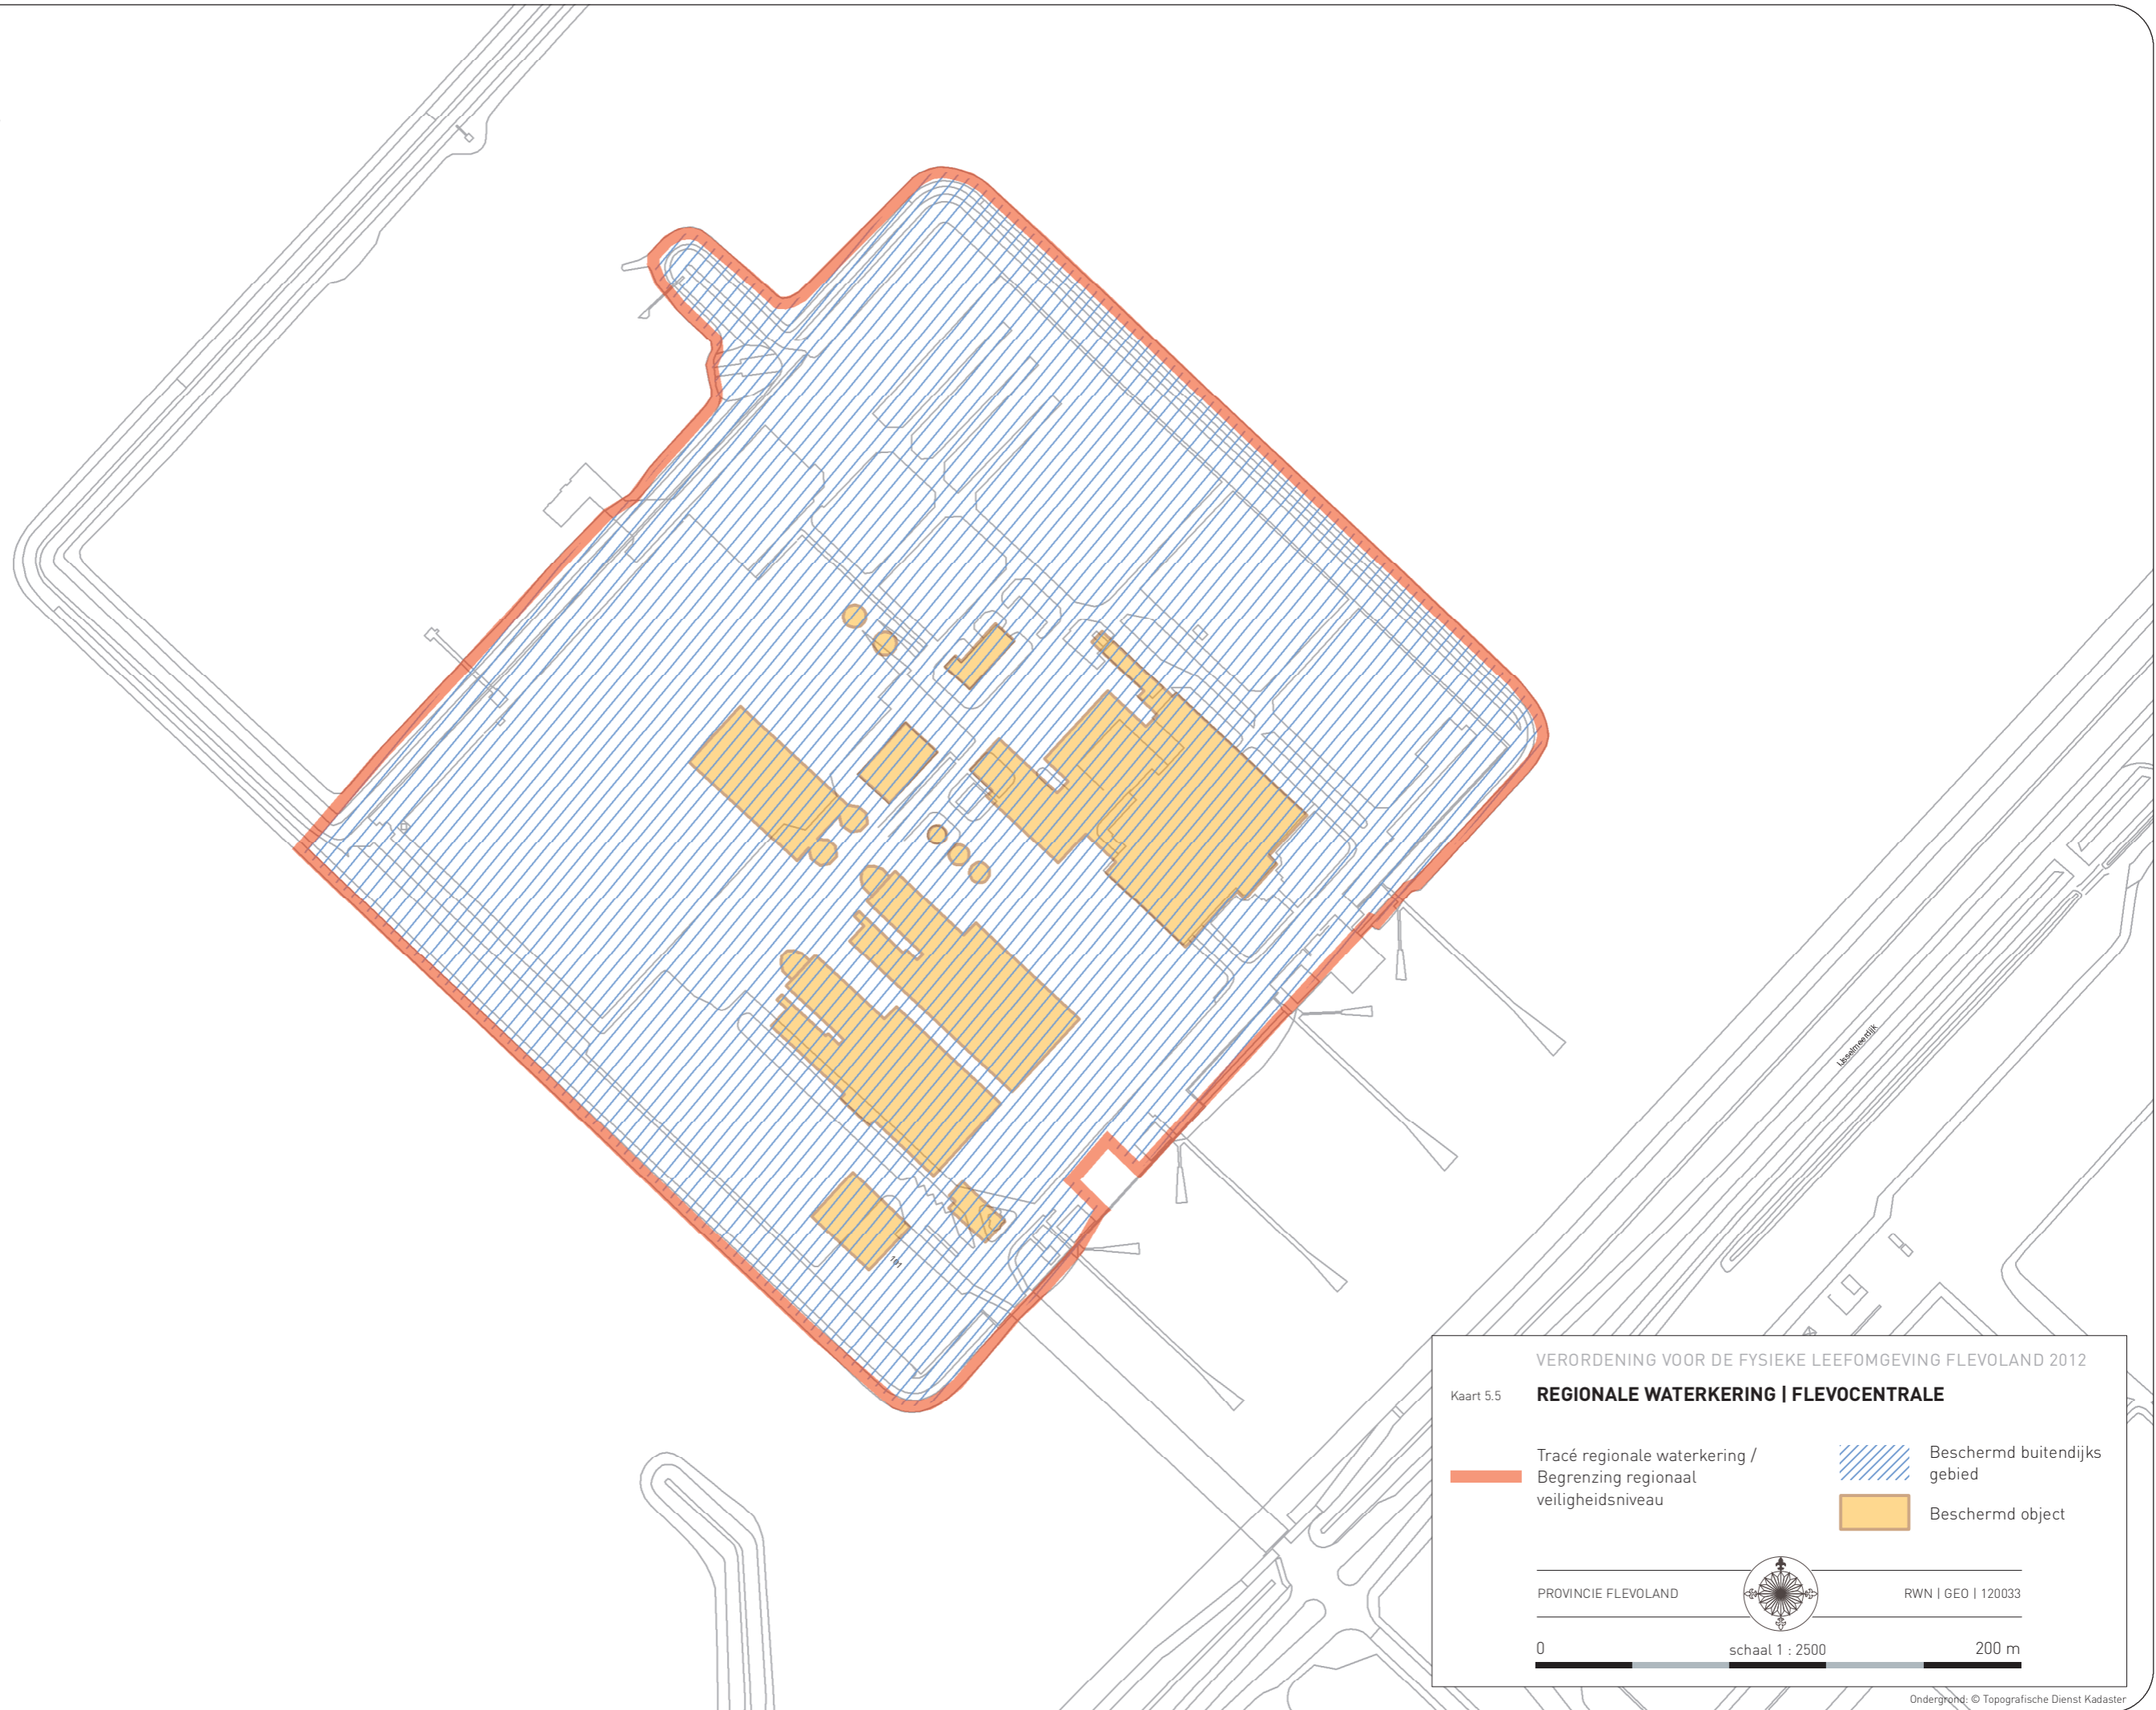 IJsselmeerdijk
101
VERORDENING VOOR DE FYSIEKE LEEFOMGEVING FLEVOLAND 2012
Kaart 5.5
REGIONALE WATERKERING | FLEVOCENTRALE
Tracé regionale waterkering /
Begrenzing regionaal
veiligheidsniveau
Beschermd buitendijks
gebied
Beschermd object
PROVINCIE FLEVOLAND
RWN | GEO | 120033
0
schaal 1 : 2500
200 m
Ondergrond: © Topografische Dienst Kadaster